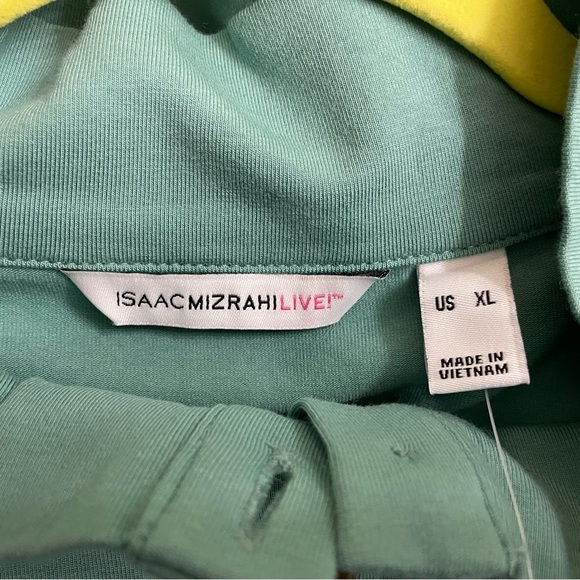 ISAACMIZRAHILIVE!™
US XL
MADE IN
VIETNAM